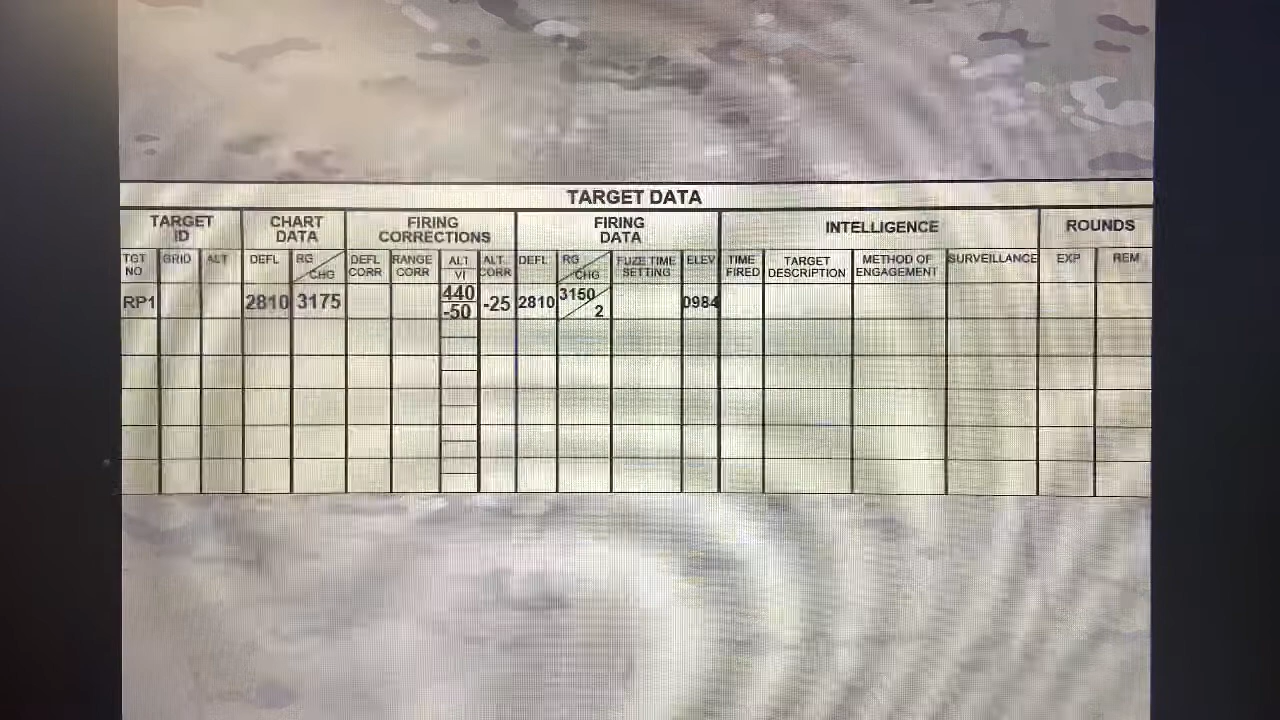 TARGET DATA
TARGET ID CHART DATA FIRING CORRECTIONS FIRING DATA INTELLIGENCE ROUNDS
TGT NO GRID ALT DEFL RG CHG DEFL CORR RANGE CORR ALT VI ALT CORR DEFL RG CHG FUZE TIME SETTING ELEV TIME FIRED TARGET DESCRIPTION METHOD OF ENGAGEMENT SURVEILLANCE EXP REM
RP1 2810 3175 440 -50 -25 2810 3150 2 0984